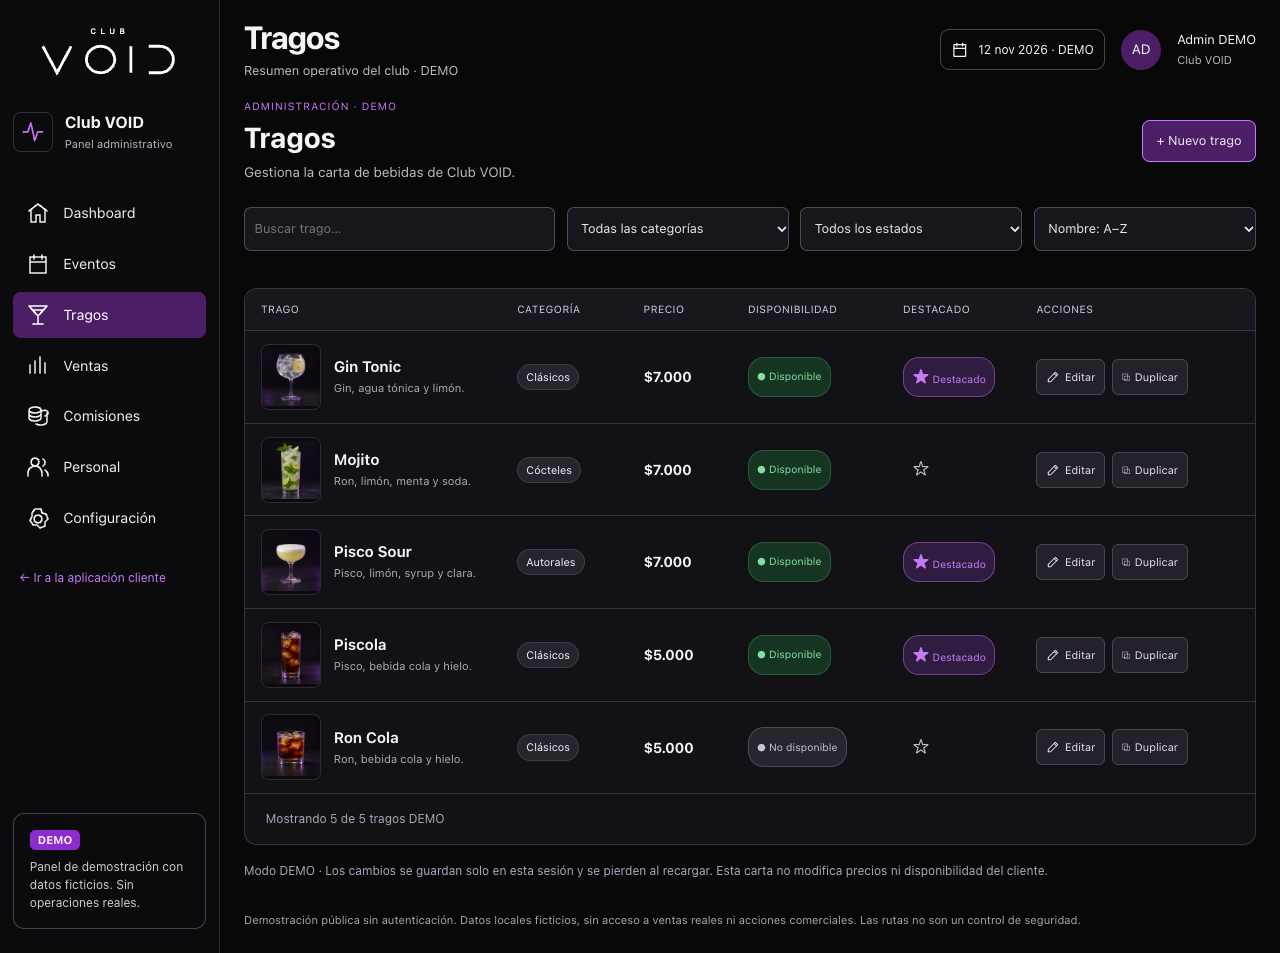 CLUB
VOID
Club VOID
Panel administrativo
Dashboard
Eventos
Tragos
Ventas
Comisiones
Personal
Configuración
← Ir a la aplicación cliente
DEMO
Panel de demostración con
datos ficticios. Sin
operaciones reales.
Tragos
Resumen operativo del club · DEMO
12 nov 2026 · DEMO
AD
Admin DEMO
Club VOID
ADMINISTRACIÓN · DEMO
Tragos
Gestiona la carta de bebidas de Club VOID.
+ Nuevo trago
Buscar trago...
Todas las categorías
Todos los estados
Nombre: A–Z
TRAGO CATEGORÍA PRECIO DISPONIBILIDAD DESTACADO ACCIONES
Gin Tonic
Gin, agua tónica y limón.
Clásicos
$7.000
Disponible
Destacado
Editar
Duplicar
Mojito
Ron, limón, menta y soda.
Cócteles
$7.000
Disponible
Editar
Duplicar
Pisco Sour
Pisco, limón, syrup y clara.
Autorales
$7.000
Disponible
Destacado
Editar
Duplicar
Piscola
Pisco, bebida cola y hielo.
Clásicos
$5.000
Disponible
Destacado
Editar
Duplicar
Ron Cola
Ron, bebida cola y hielo.
Clásicos
$5.000
No disponible
Editar
Duplicar
Mostrando 5 de 5 tragos DEMO
Modo DEMO · Los cambios se guardan solo en esta sesión y se pierden al recargar. Esta carta no modifica precios ni disponibilidad del cliente.
Demostración pública sin autenticación. Datos locales ficticios, sin acceso a ventas reales ni acciones comerciales. Las rutas no son un control de seguridad.